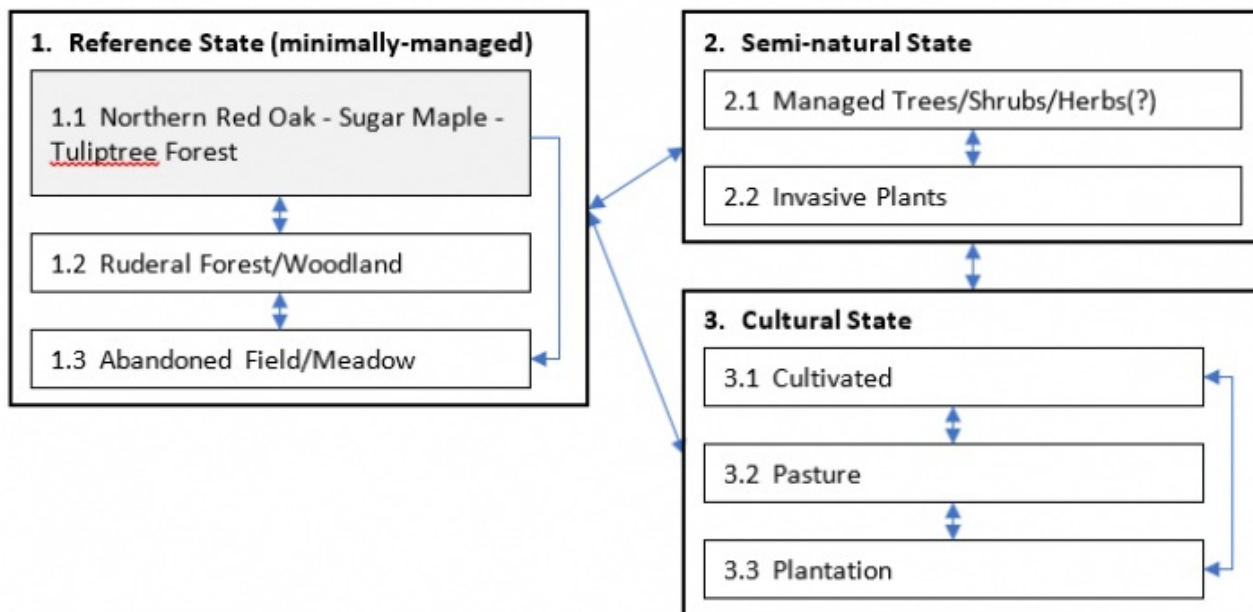 1. Reference State (minimally-managed)
1.1 Northern Red Oak - Sugar Maple -
Tuliptree Forest
1.2 Ruderal Forest/Woodland
1.3 Abandoned Field/Meadow
2. Semi-natural State
2.1 Managed Trees/Shrubs/Herbs(?)
2.2 Invasive Plants
3. Cultural State
3.1 Cultivated
3.2 Pasture
3.3 Plantation